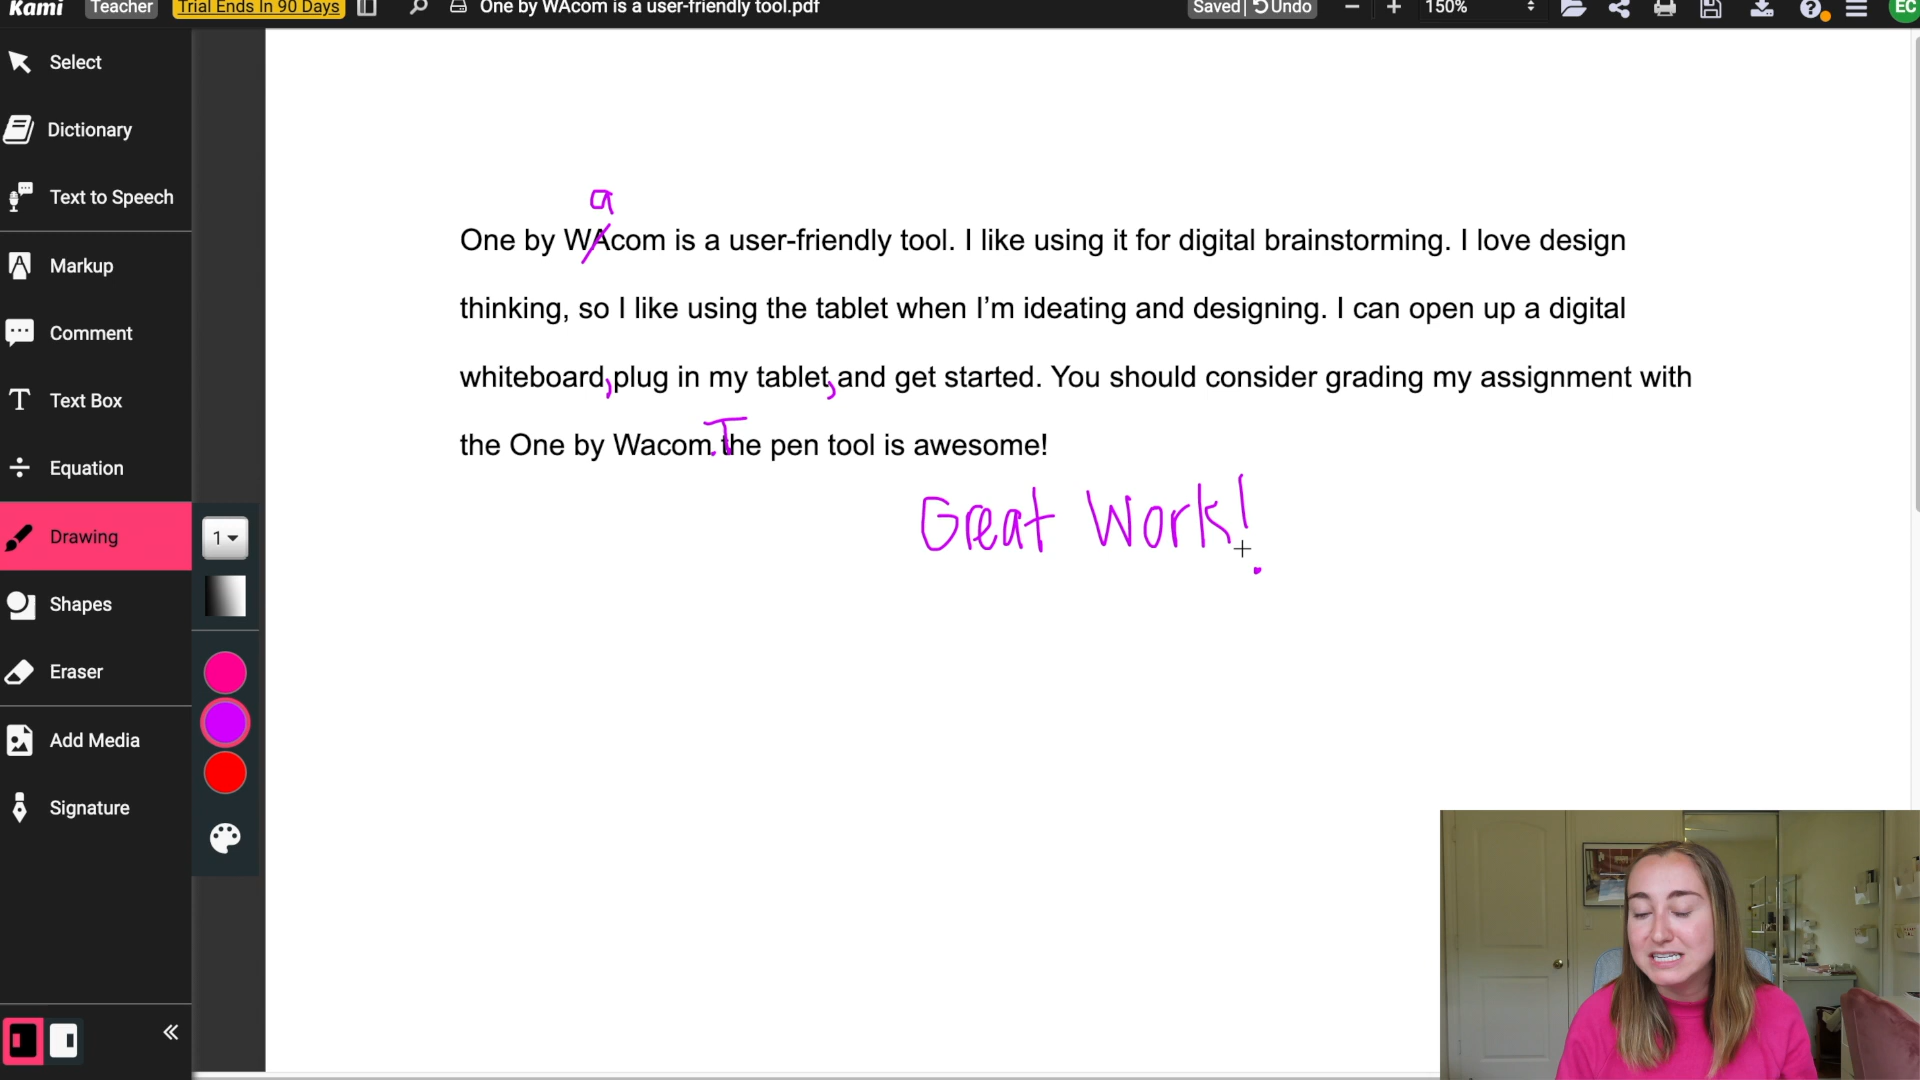 Kami Teacher Trial Ends In 90 Days One by WAcom is a user-friendly tool.pdf Saved Undo 150% EC
Select
Dictionary
Text to Speech
Markup
Comment
Text Box
Equation
Drawing
1
Shapes
Eraser
Add Media
Signature
a
One by WAcom is a user-friendly tool. I like using it for digital brainstorming. I love design
thinking, so I like using the tablet when I’m ideating and designing. I can open up a digital
whiteboard, plug in my tablet, and get started. You should consider grading my assignment with
the One by Wacom. the pen tool is awesome!
T
Great Work!